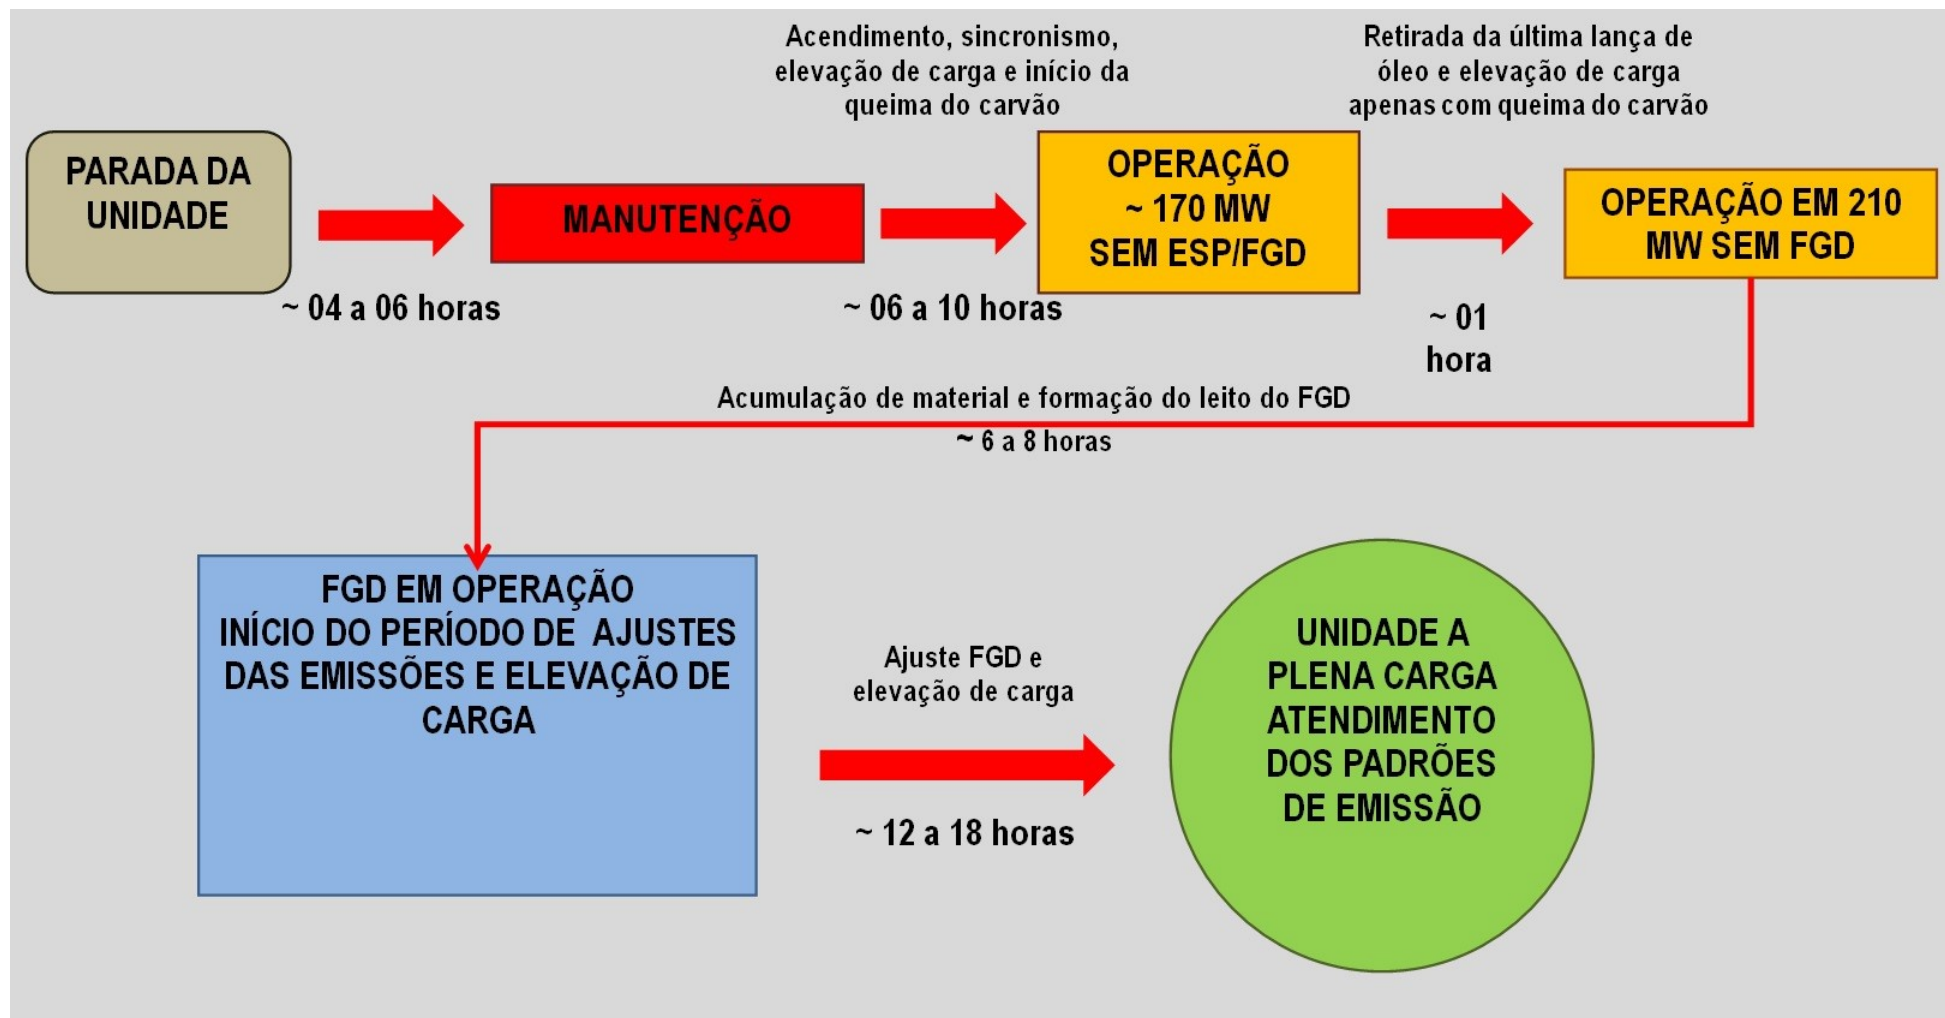 Acendimento, sincronismo,
elevação de carga e início da
queima do carvão
Retirada da última lança de
óleo e elevação de carga
apenas com queima do carvão
PARADA DA
UNIDADE
~ 04 a 06 horas
MANUTENÇÃO
~ 06 a 10 horas
OPERAÇÃO
~ 170 MW
SEM ESP/FGD
~ 01
hora
OPERAÇÃO EM 210
MW SEM FGD
Acumulação de material e formação do leito do FGD
~ 6 a 8 horas
FGD EM OPERAÇÃO
INÍCIO DO PERÍODO DE AJUSTES
DAS EMISSÕES E ELEVAÇÃO DE
CARGA
Ajuste FGD e
elevação de carga
~ 12 a 18 horas
UNIDADE A
PLENA CARGA
ATENDIMENTO
DOS PADRÕES
DE EMISSÃO